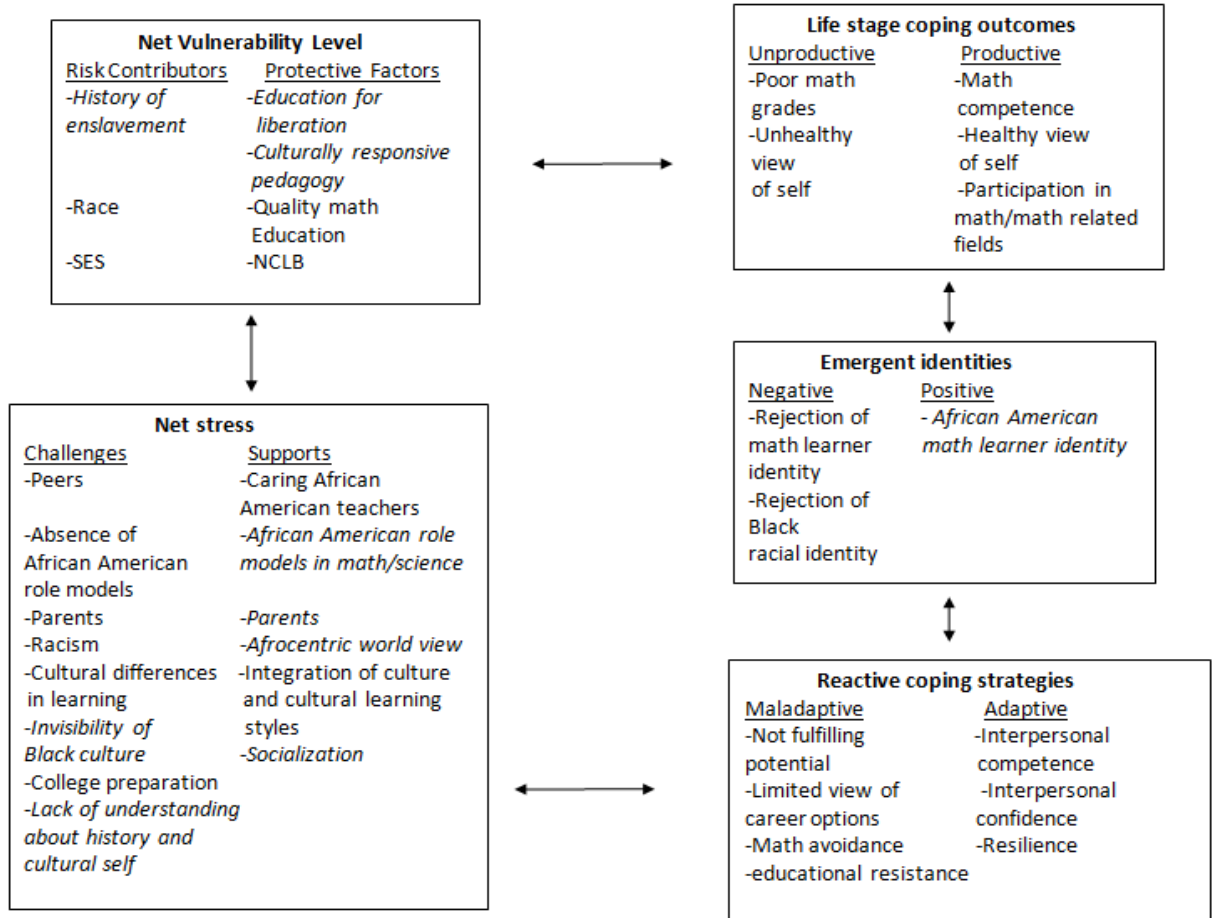 Net Vulnerability Level
Risk Contributors Protective Factors
-History of -Education for
enslavement liberation
-Culturally responsive
pedagogy
-Race -Quality math
Education
-SES -NCLB
Life stage coping outcomes
Unproductive Productive
-Poor math -Math
grades competence
-Unhealthy -Healthy view
view of self
of self -Participation in
math/math related
fields
Net stress
Challenges Supports
-Peers -Caring African
American teachers
-Absence of -African American role
African American models in math/science
role models
-Parents -Parents
-Racism -Afrocentric world view
-Cultural differences -Integration of culture
in learning and cultural learning
-Invisibility of styles
Black culture -Socialization
-College preparation
-Lack of understanding
about history and
cultural self
Emergent identities
Negative Positive
-Rejection of - African American
math learner math learner identity
identity
-Rejection of
Black
racial identity
Reactive coping strategies
Maladaptive Adaptive
-Not fulfilling -Interpersonal
potential competence
-Limited view of -Interpersonal
career options confidence
-Math avoidance -Resilience
-educational resistance